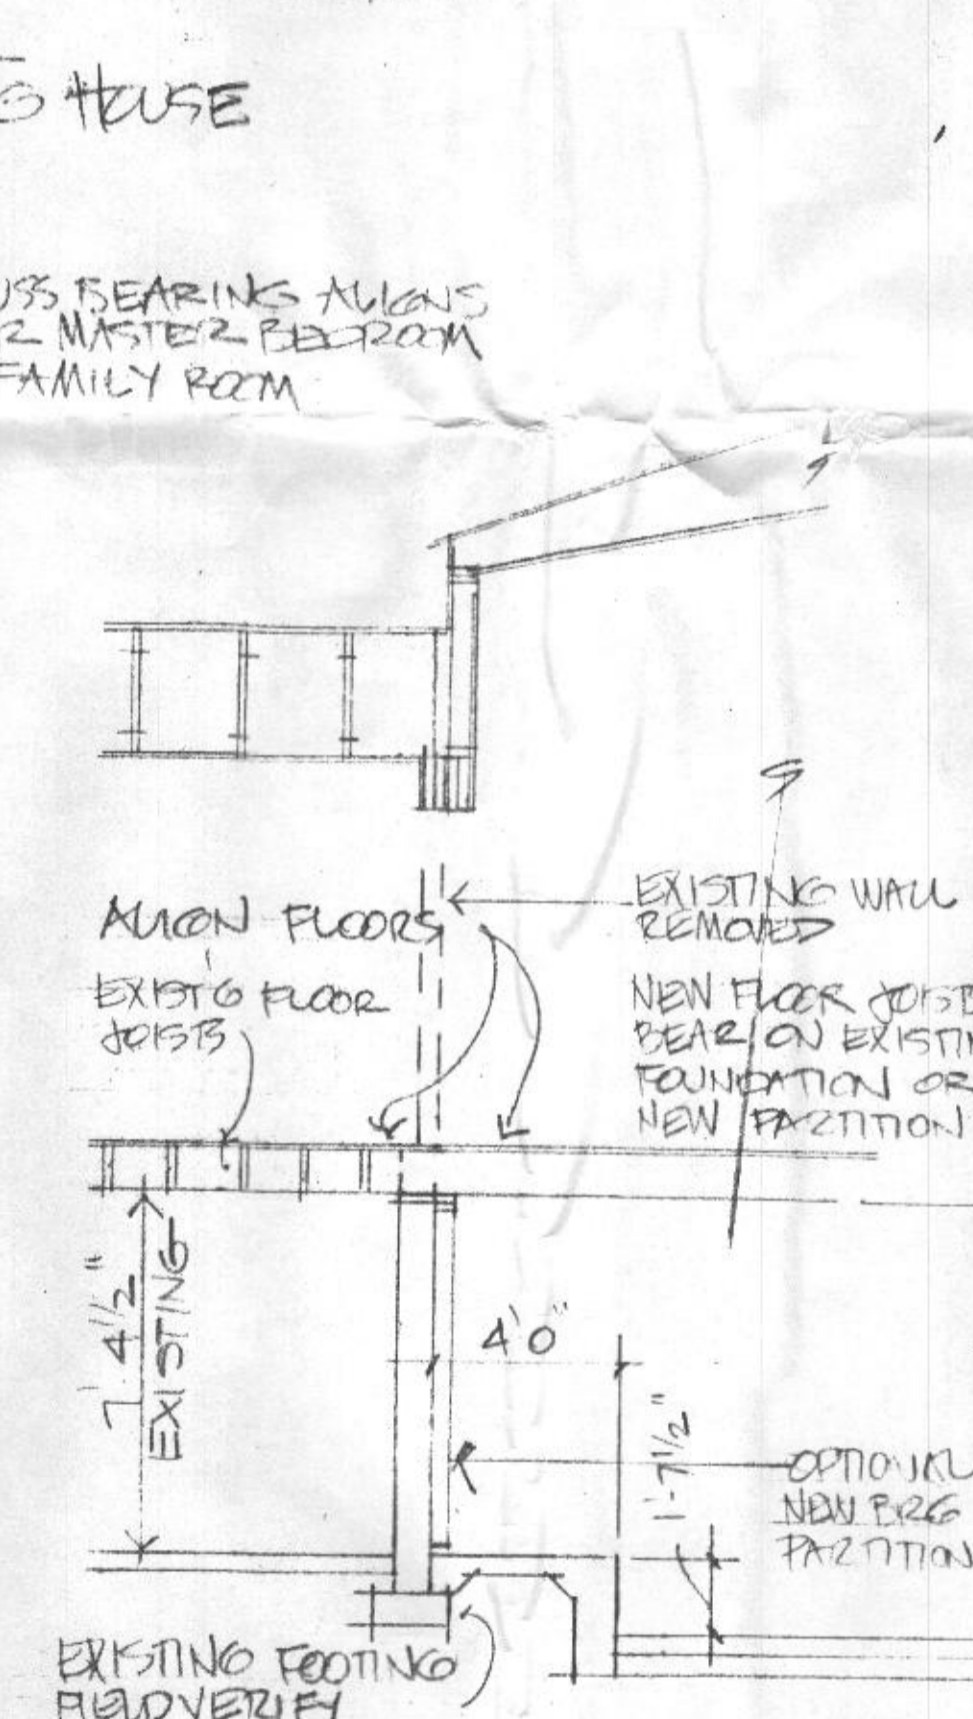 HOUSE
BEARING ALIGNS
MASTER BEDROOM
FAMILY ROOM
EXISTING WALL
REMOVED
ALIGN FLOORS
EXIST'G FLOOR
JOISTS
NEW FLOOR JOISTS
BEAR ON
FOUNDATION OR
NEW PARTITION
7'-4 1/2"
EXISTING
4'0"
1'-7 1/2"
OPTIONAL
NEW BRG
PARTITION
EXISTING FOOTING
FIELD VERIFY